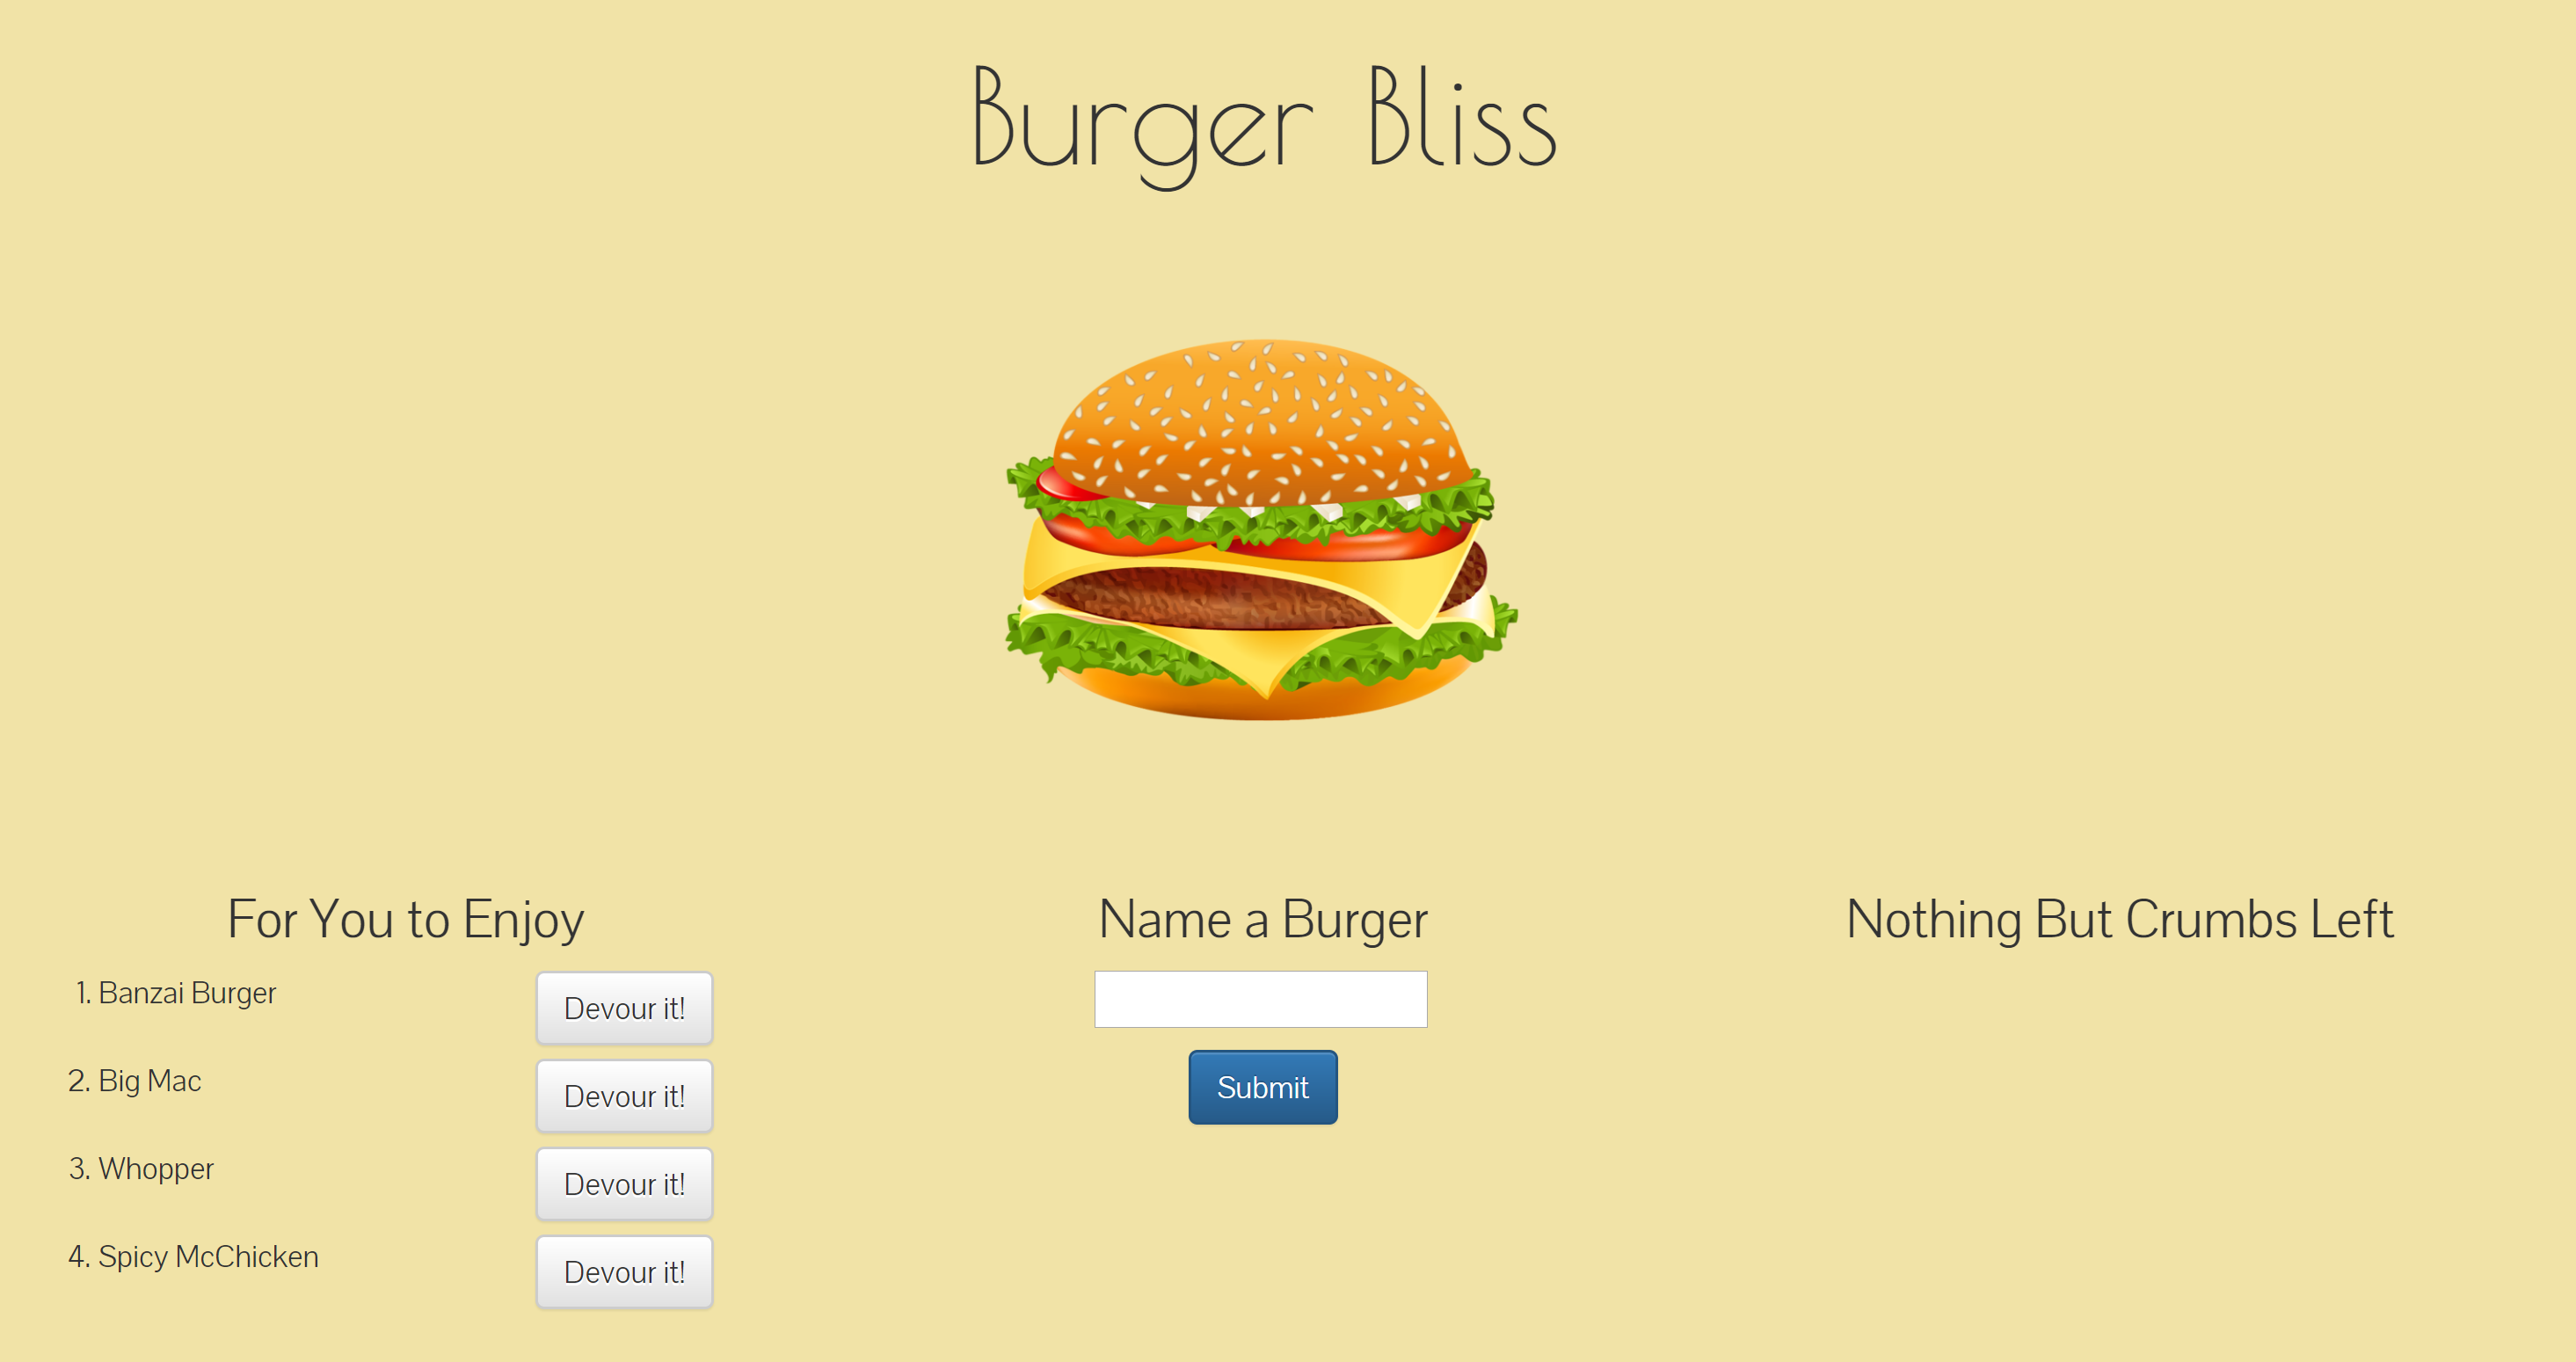 Burger Bliss
For You to Enjoy
1. Banzai Burger
Devour it!
2. Big Mac
Devour it!
3. Whopper
Devour it!
4. Spicy McChicken
Devour it!
Name a Burger
Submit
Nothing But Crumbs Left